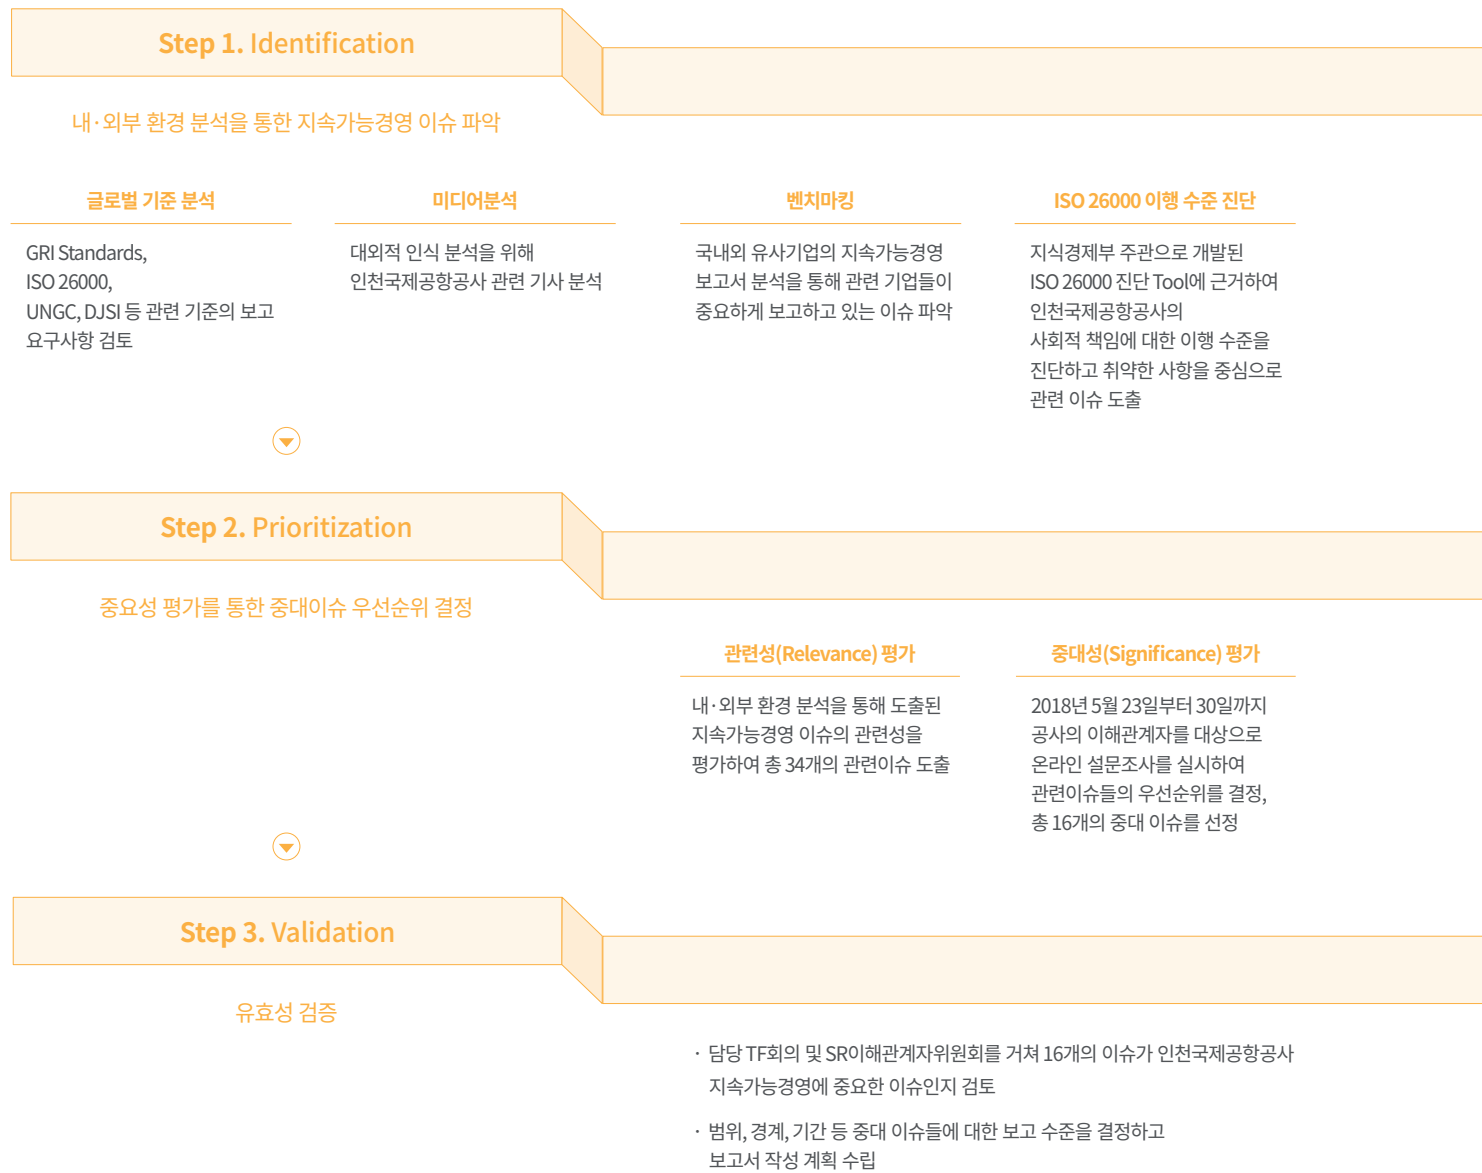 Step 1. Identification
내·외부 환경 분석을 통한 지속가능경영 이슈 파악
글로벌 기준 분석
GRI Standards,
ISO 26000,
UNGC, DJSI 등 관련 기준의 보고
요구사항 검토
미디어분석
대외적 인식 분석을 위해
인천국제공항공사 관련 기사 분석
벤치마킹
국내외 유사기업의 지속가능경영
보고서 분석을 통해 관련 기업들이
중요하게 보고하고 있는 이슈 파악
ISO 26000 이행 수준 진단
지식경제부 주관으로 개발된
ISO 26000 진단 Tool에 근거하여
인천국제공항공사의
사회적 책임에 대한 이행 수준을
진단하고 취약한 사항을 중심으로
관련 이슈 도출
Step 2. Prioritization
중요성 평가를 통한 중대이슈 우선순위 결정
관련성(Relevance) 평가
내·외부 환경 분석을 통해 도출된
지속가능경영 이슈의 관련성을
평가하여 총 34개의 관련이슈 도출
중대성(Significance) 평가
2018년 5월 23일부터 30일까지
공사의 이해관계자를 대상으로
온라인 설문조사를 실시하여
관련이슈들의 우선순위를 결정,
총 16개의 중대 이슈를 선정
Step 3. Validation
유효성 검증
· 담당 TF회의 및 SR이해관계자위원회를 거쳐 16개의 이슈가 인천국제공항공사
지속가능경영에 중요한 이슈인지 검토
· 범위, 경계, 기간 등 중대 이슈들에 대한 보고 수준을 결정하고
보고서 작성 계획 수립